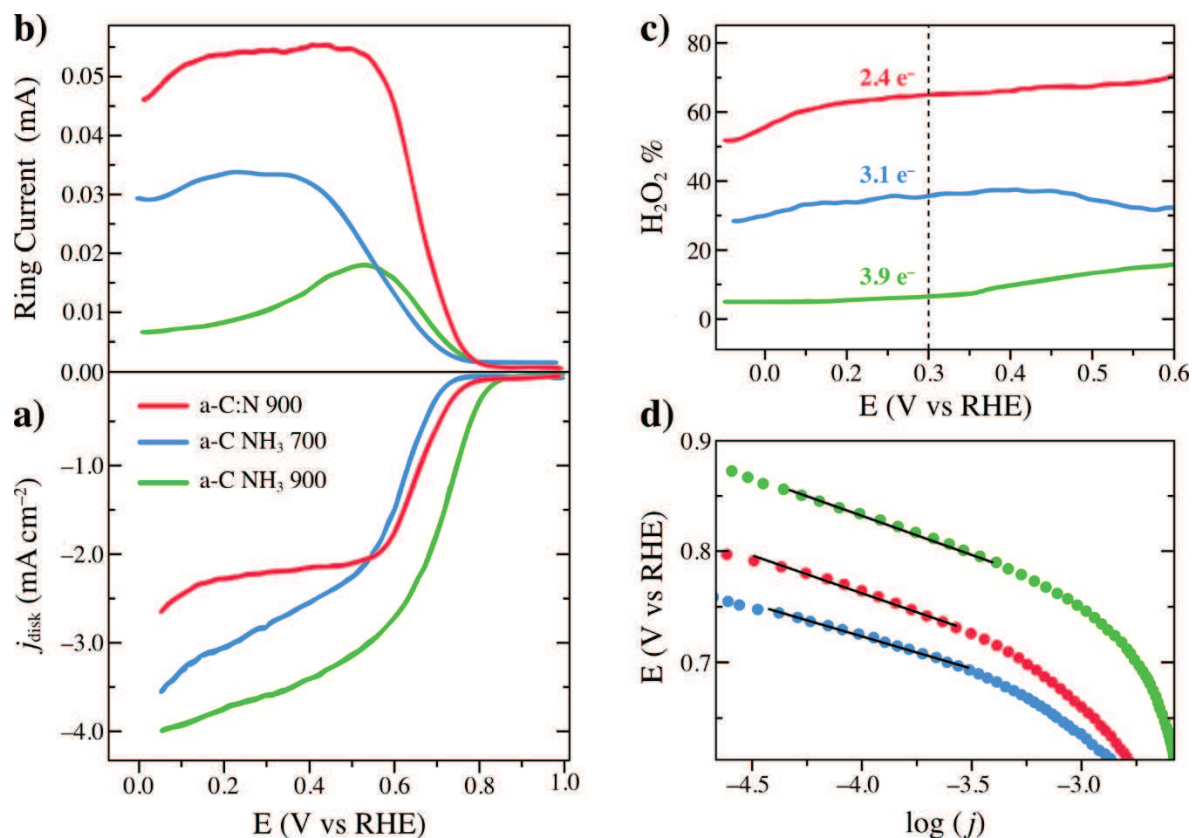 b)
Ring Current (mA)
0.05
0.04
0.03
0.02
0.01
0.00
a)
a-C:N 900
a-C NH₃ 700
a-C NH₃ 900
j_disk (mA cm⁻²)
−1.0
−2.0
−3.0
−4.0
0.0 0.2 0.4 0.6 0.8 1.0
E (V vs RHE)
c)
H₂O₂ %
80
60
40
20
0
2.4 e⁻
3.1 e⁻
3.9 e⁻
0.0 0.2 0.3 0.4 0.5 0.6
E (V vs RHE)
d)
E (V vs RHE)
0.9
0.8
0.7
−4.5 −4.0 −3.5 −3.0
log (j)